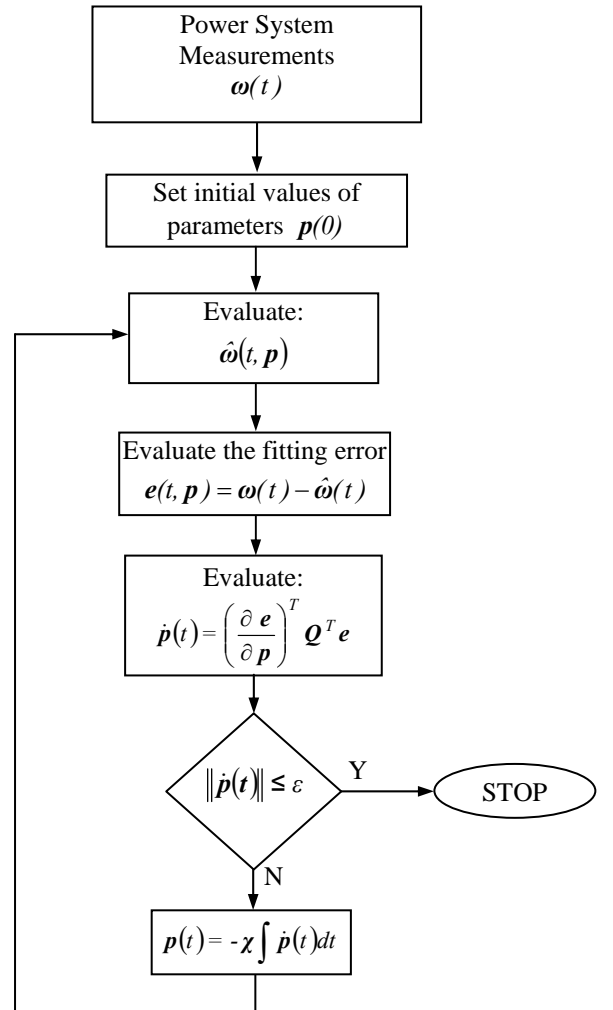 Power System
Measurements
ω(t)
Set initial values of
parameters p(0)
Evaluate:
ω̂(t, p)
Evaluate the fitting error
e(t, p) = ω(t) − ω̂(t)
Evaluate:
ṗ(t) = (∂ e / ∂ p)^T Q^T e
‖ṗ(t)‖ ≤ ε
Y
STOP
N
p(t) = -χ∫ ṗ(t)dt